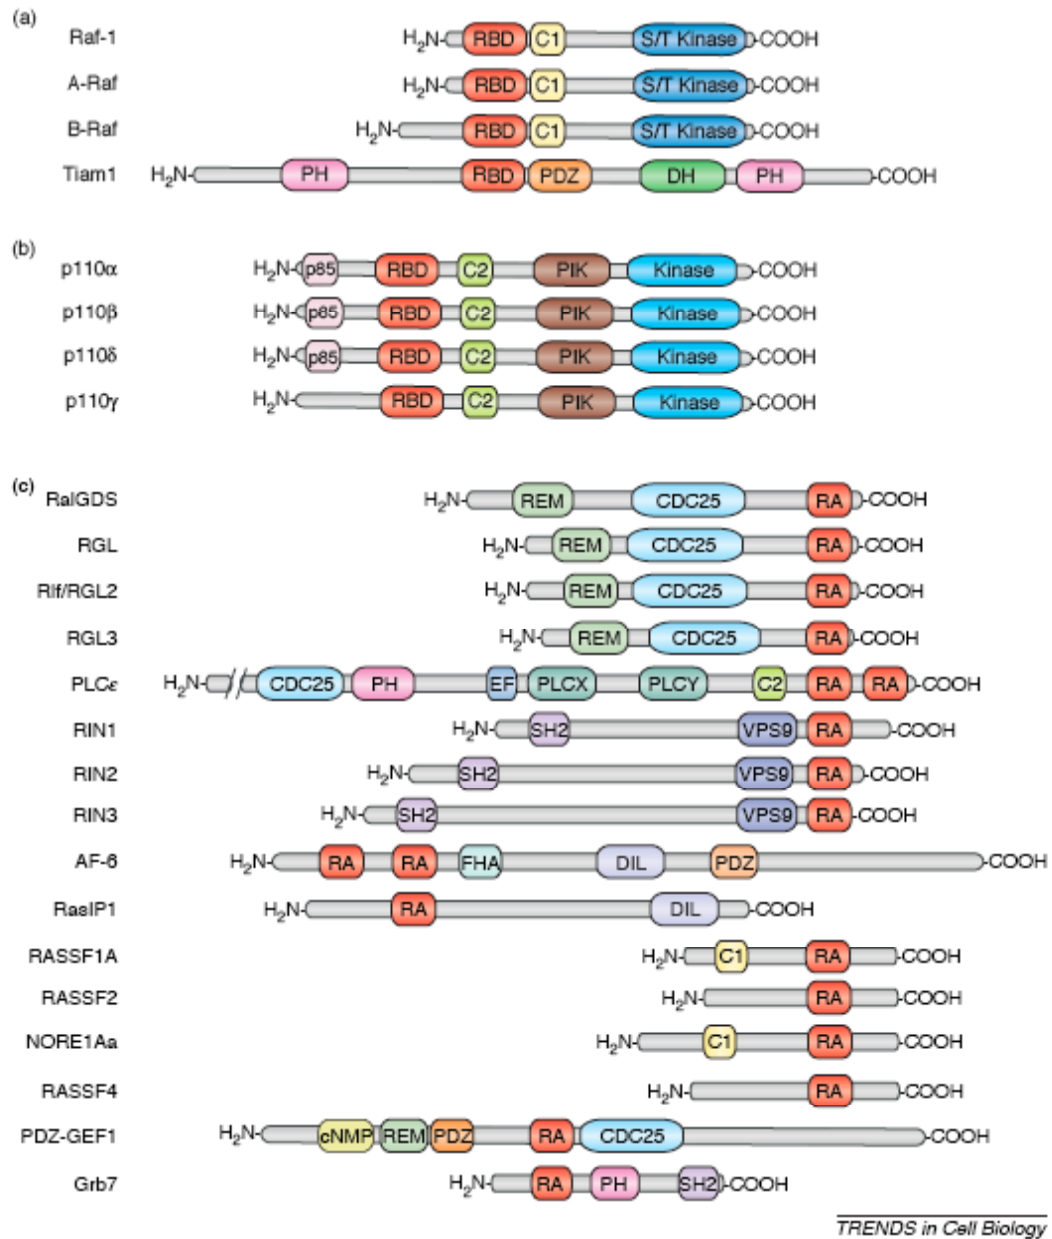 (a)
Raf-1 H₂N- RBD C1 S/T Kinase -COOH
A-Raf H₂N- RBD C1 S/T Kinase -COOH
B-Raf H₂N- RBD C1 S/T Kinase -COOH
Tiam1 H₂N- PH RBD PDZ DH PH -COOH
(b)
p110α H₂N- p85 RBD C2 PIK Kinase -COOH
p110β H₂N- p85 RBD C2 PIK Kinase -COOH
p110δ H₂N- p85 RBD C2 PIK Kinase -COOH
p110γ H₂N- RBD C2 PIK Kinase -COOH
(c)
RalGDS H₂N- REM CDC25 RA -COOH
RGL H₂N- REM CDC25 RA -COOH
Rlf/RGL2 H₂N- REM CDC25 RA -COOH
RGL3 H₂N- REM CDC25 RA -COOH
PLCε H₂N- CDC25 PH EF PLCX PLCY C2 RA RA -COOH
RIN1 H₂N- SH2 VPS9 RA -COOH
RIN2 H₂N- SH2 VPS9 RA -COOH
RIN3 H₂N- SH2 VPS9 RA -COOH
AF-6 H₂N- RA RA FHA DIL PDZ -COOH
RasIP1 H₂N- RA DIL -COOH
RASSF1A H₂N- C1 RA -COOH
RASSF2 H₂N- RA -COOH
NORE1Aa H₂N- C1 RA -COOH
RASSF4 H₂N- RA -COOH
PDZ-GEF1 H₂N- cNMP REM PDZ RA CDC25 -COOH
Grb7 H₂N- RA PH SH2 -COOH
TRENDS in Cell Biology